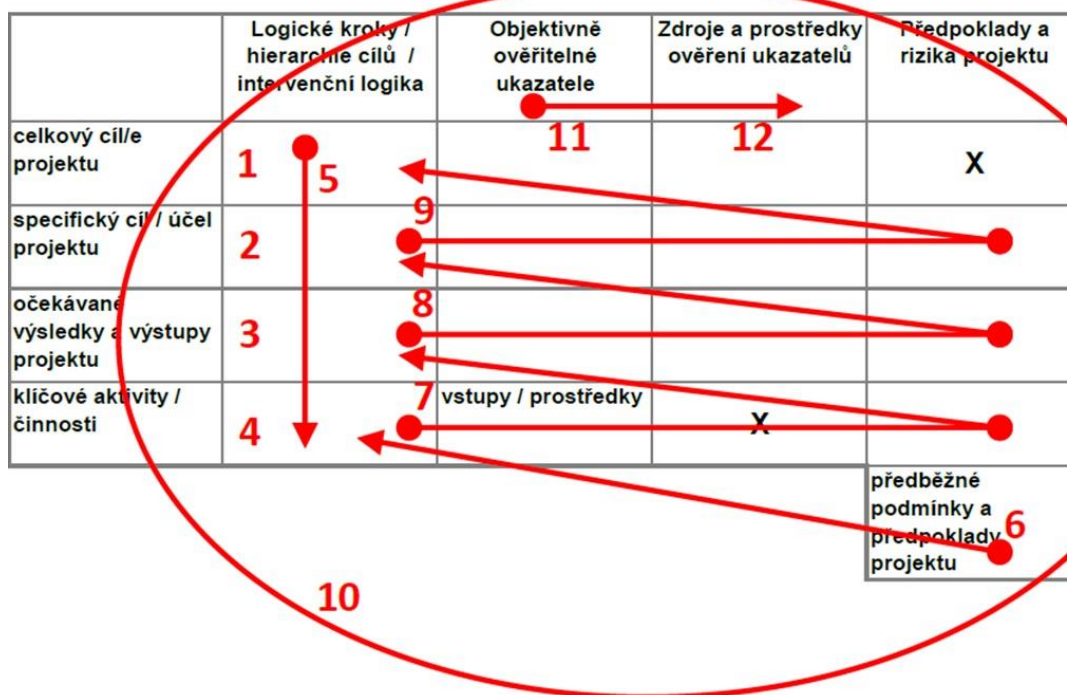 Logické kroky /
hierarchie cílů /
intervenční logika
Objektivně
ověřitelné
ukazatele
Zdroje a prostředky
ověření ukazatelů
Předpoklady a
rizika projektu
11
12
celkový cíl/e
projektu
1
5
X
specifický cíl / účel
projektu
2
9
očekávané
výsledky a výstupy
projektu
3
8
klíčové aktivity /
činnosti
4
7
vstupy / prostředky
X
předběžné
podmínky a
předpoklady
projektu
6
10